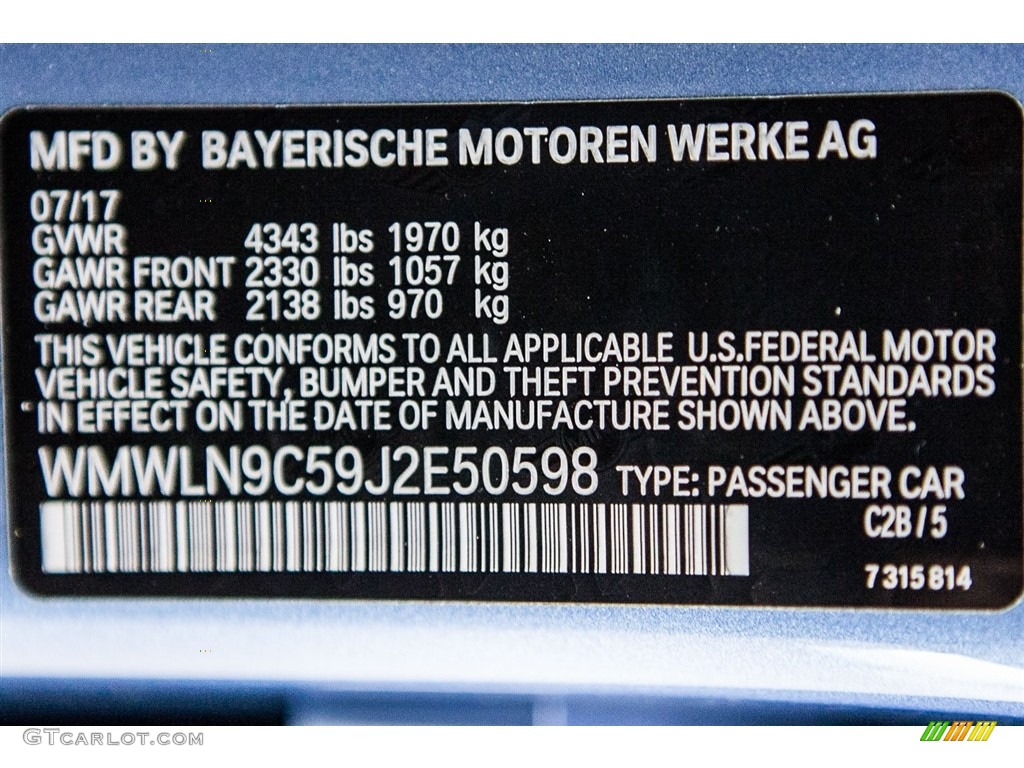 MFD BY BAYERISCHE MOTOREN WERKE AG
07/17
GVWR 4343 lbs 1970 kg
GAWR FRONT 2330 lbs 1057 kg
GAWR REAR 2138 lbs 970 kg
THIS VEHICLE CONFORMS TO ALL APPLICABLE U.S.FEDERAL MOTOR
VEHICLE SAFETY, BUMPER AND THEFT PREVENTION STANDARDS
IN EFFECT ON THE DATE OF MANUFACTURE SHOWN ABOVE.
WMWLN9C59J2E50598 TYPE: PASSENGER CAR
C2B / 5
7 315 814
GTCarLot.com